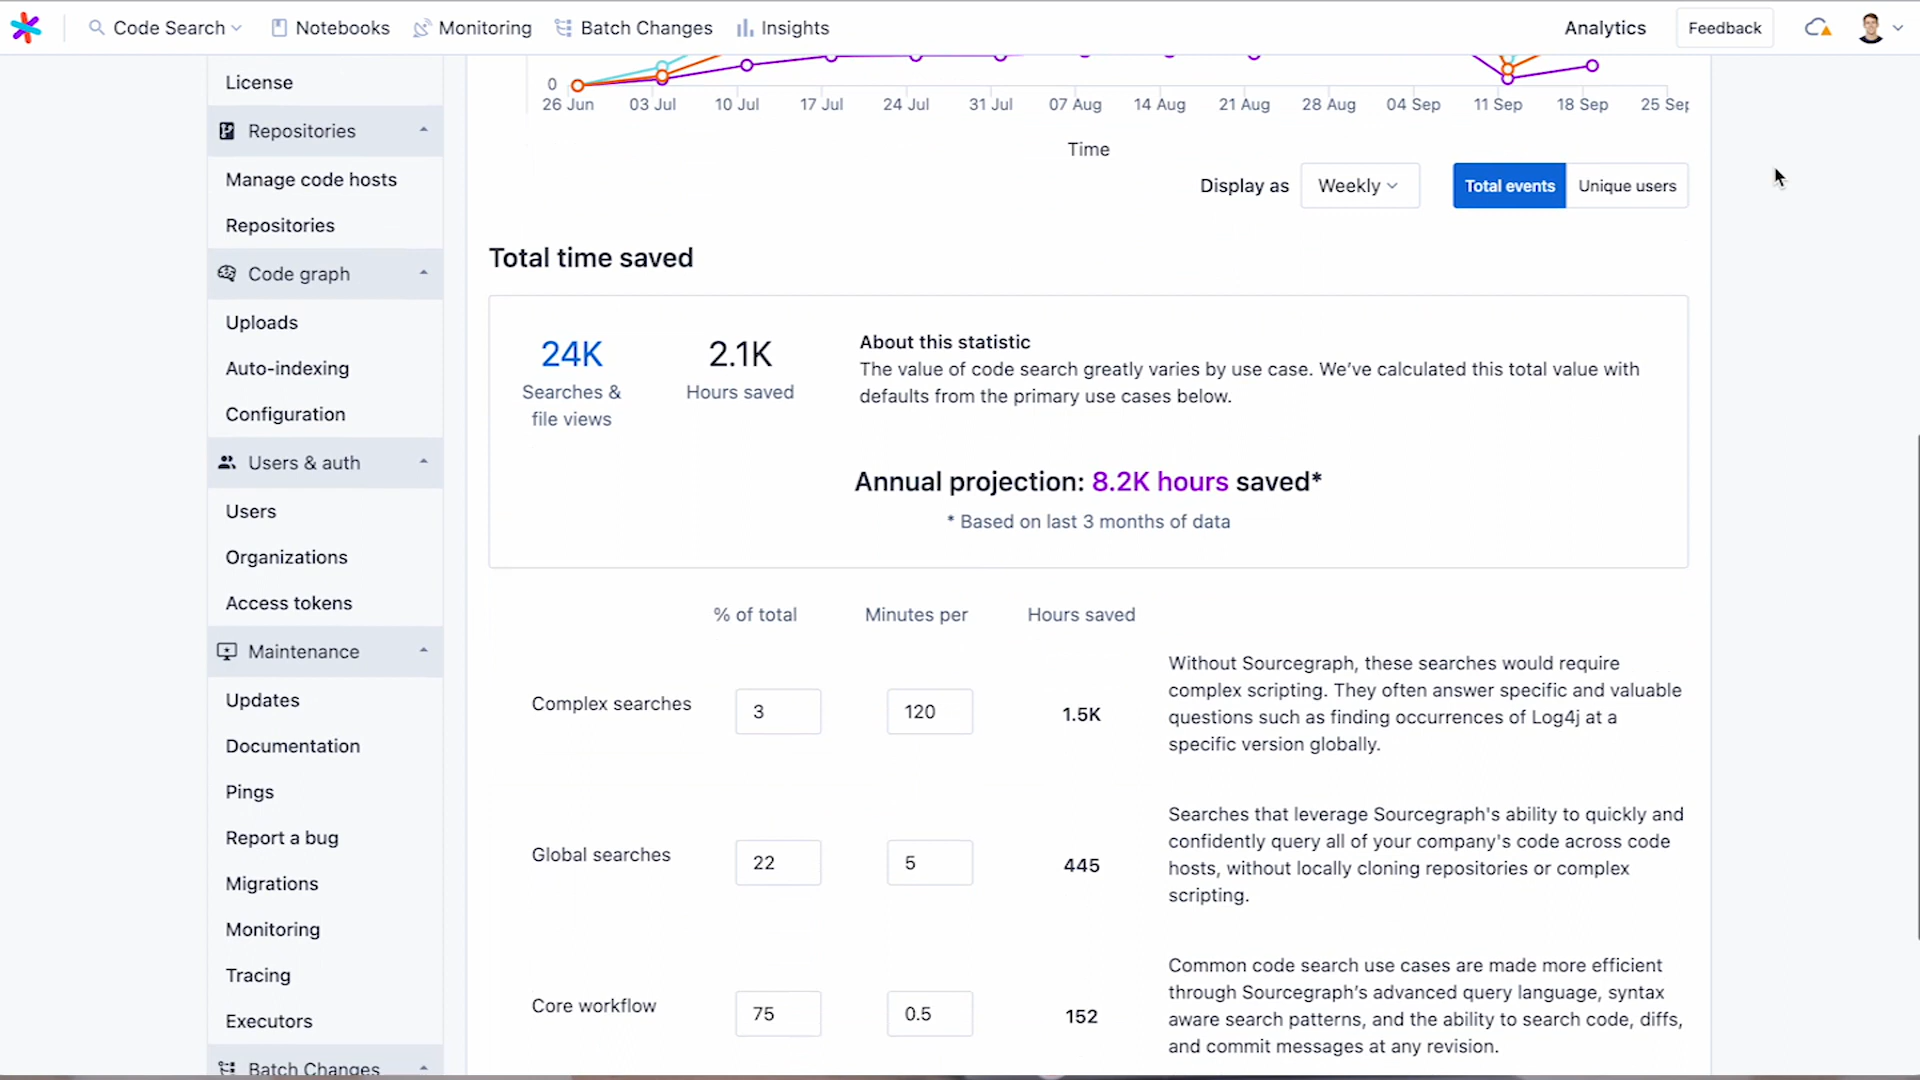 Code Search
Notebooks
Monitoring
Batch Changes
Insights
Analytics
Feedback
License
Repositories
Manage code hosts
Repositories
Code graph
Uploads
Auto-indexing
Configuration
Users & auth
Users
Organizations
Access tokens
Maintenance
Updates
Documentation
Pings
Report a bug
Migrations
Monitoring
Tracing
Executors
Batch Changes
0
26 Jun 03 Jul 10 Jul 17 Jul 24 Jul 31 Jul 07 Aug 14 Aug 21 Aug 28 Aug 04 Sep 11 Sep 18 Sep 25 Sep
Time
Display as Weekly Total events Unique users
Total time saved
24K
Searches &
file views
2.1K
Hours saved
About this statistic
The value of code search greatly varies by use case. We’ve calculated this total value with
defaults from the primary use cases below.
Annual projection: 8.2K hours saved*
* Based on last 3 months of data
% of total Minutes per Hours saved
Complex searches 3 120 1.5K
Without Sourcegraph, these searches would require
complex scripting. They often answer specific and valuable
questions such as finding occurrences of Log4j at a
specific version globally.
Global searches 22 5 445
Searches that leverage Sourcegraph's ability to quickly and
confidently query all of your company's code across code
hosts, without locally cloning repositories or complex
scripting.
Core workflow 75 0.5 152
Common code search use cases are made more efficient
through Sourcegraph’s advanced query language, syntax
aware search patterns, and the ability to search code, diffs,
and commit messages at any revision.